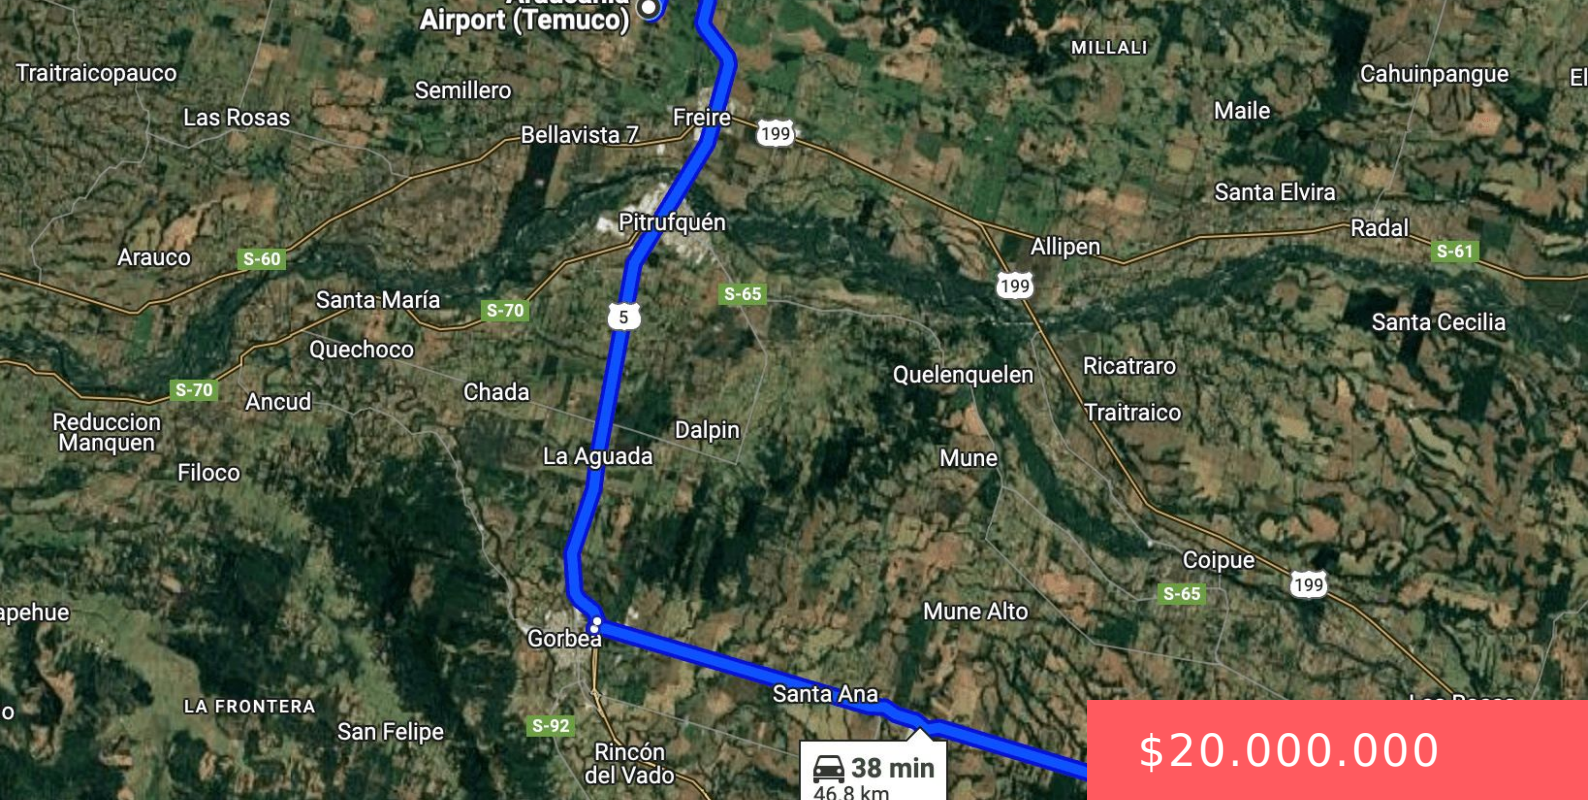 Airport (Temuco)
MILLALI
Traitraicopauco
Cahuinpangue
El
Semillero
Maile
Las Rosas
Freire
Bellavista 7
199
Santa Elvira
Pitrufquén
Radal
Allipen
S-61
Arauco
S-60
199
S-65
Santa María
S-70
5
Santa Cecilia
Quechoco
Ricatraro
Quelenquelen
S-70
Chada
Ancud
Traitraico
Reduccion
Manquen
Dalpin
La Aguada
Mune
Filoco
Coipue
199
S-65
apehue
Mune Alto
Gorbea
Santa Ana
LA FRONTERA
o
S-92
San Felipe
Rincón
del Vado
38 min
46.8 km
$20.000.000